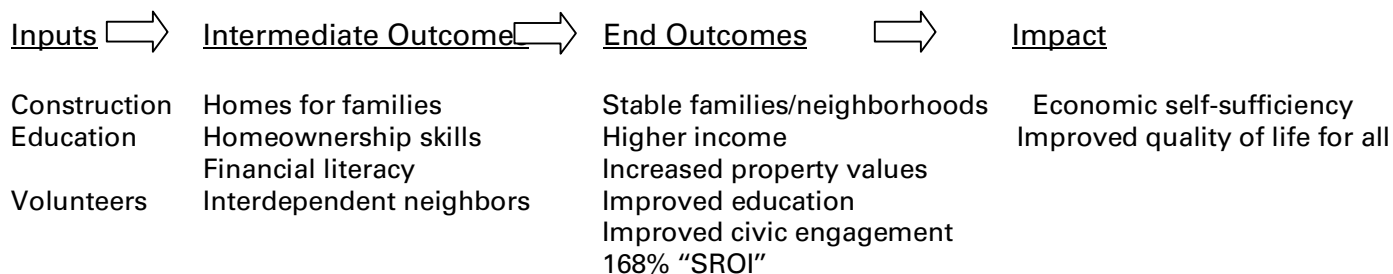 Inputs Intermediate Outcomes End Outcomes Impact
Construction Homes for families Stable families/neighborhoods Economic self-sufficiency
Education Homeownership skills Higher income Improved quality of life for all
Financial literacy Increased property values
Volunteers Interdependent neighbors Improved education
Improved civic engagement
168% “SROI”